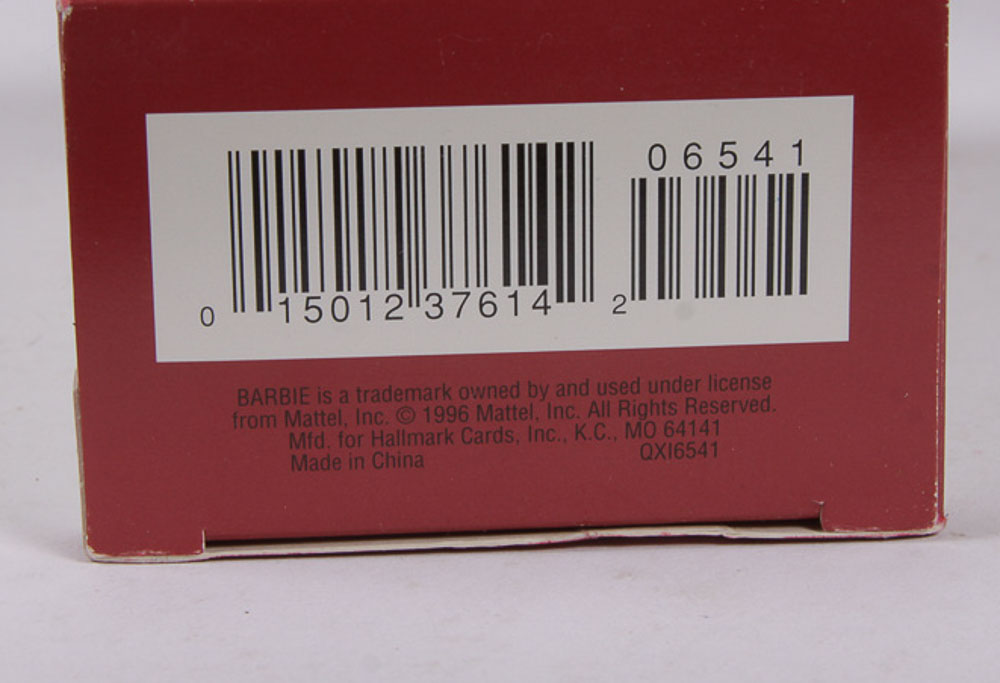 06541
0 15012 37614 2
BARBIE is a trademark owned by and used under license
from Mattel, Inc. © 1996 Mattel, Inc. All Rights Reserved.
Mfd. for Hallmark Cards, Inc., K.C., MO 64141
Made in China QXI6541